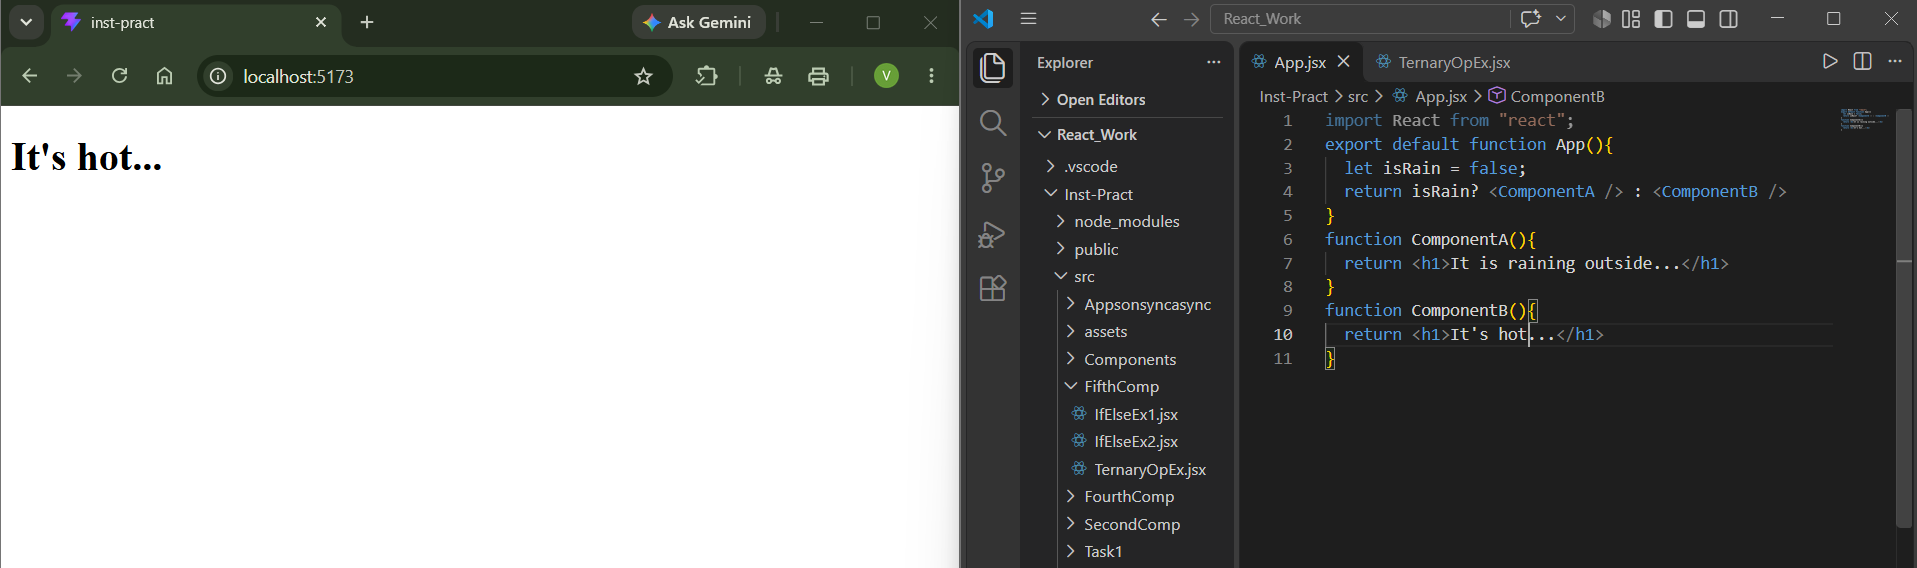 inst-pract
Ask Gemini
localhost:5173
V
It's hot...
React_Work
Explorer
Open Editors
React_Work
.vscode
Inst-Pract
node_modules
public
src
Appsonsyncasync
assets
Components
FifthComp
IfElseEx1.jsx
IfElseEx2.jsx
TernaryOpEx.jsx
FourthComp
SecondComp
Task1
App.jsx
TernaryOpEx.jsx
Inst-Pract > src > App.jsx > ComponentB
1 import React from "react";
2 export default function App(){
3   let isRain = false;
4   return isRain? <ComponentA /> : <ComponentB />
5 }
6 function ComponentA(){
7   return <h1>It is raining outside...</h1>
8 }
9 function ComponentB(){
10   return <h1>It's hot...</h1>
11 }